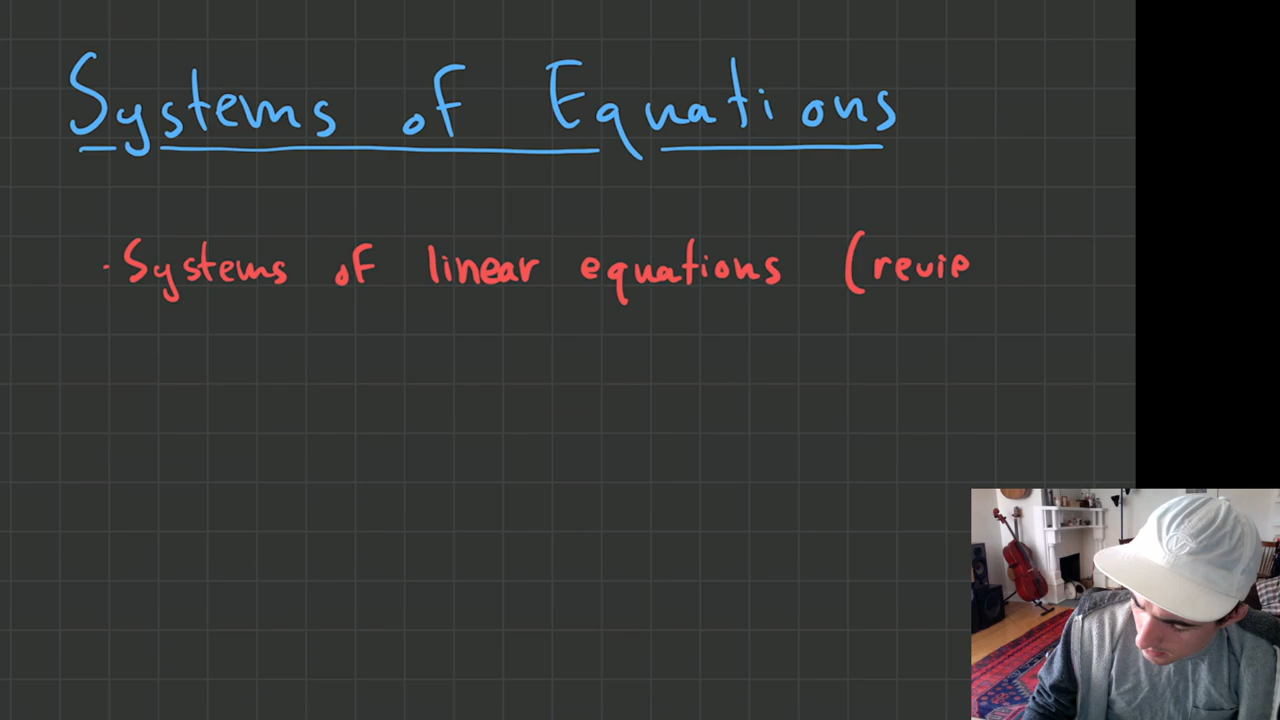 Systems of Equations
· Systems of linear equations (revie